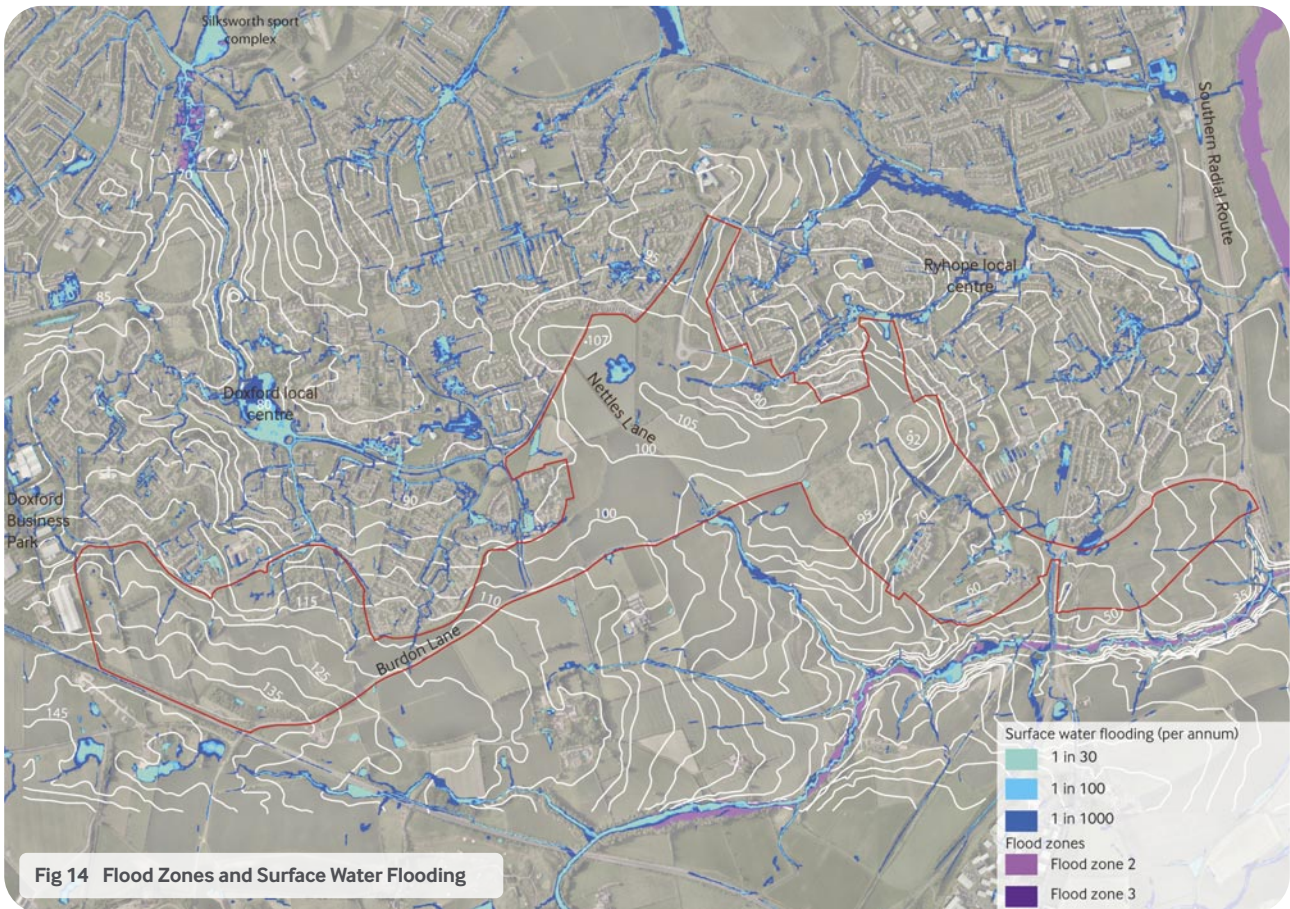 Silksworth sport
complex
Southern Radial Route
70
95
Ryhope local
centre
85
107
Nettles Lane
Doxford local
centre
80
90
105
92
100
Doxford
Business
Park
90
100
95
70
115
110
60
50
35
Burdon Lane
125
135
145
Surface water flooding (per annum)
1 in 30
1 in 100
1 in 1000
Flood zones
Flood zone 2
Flood zone 3
Fig 14 Flood Zones and Surface Water Flooding